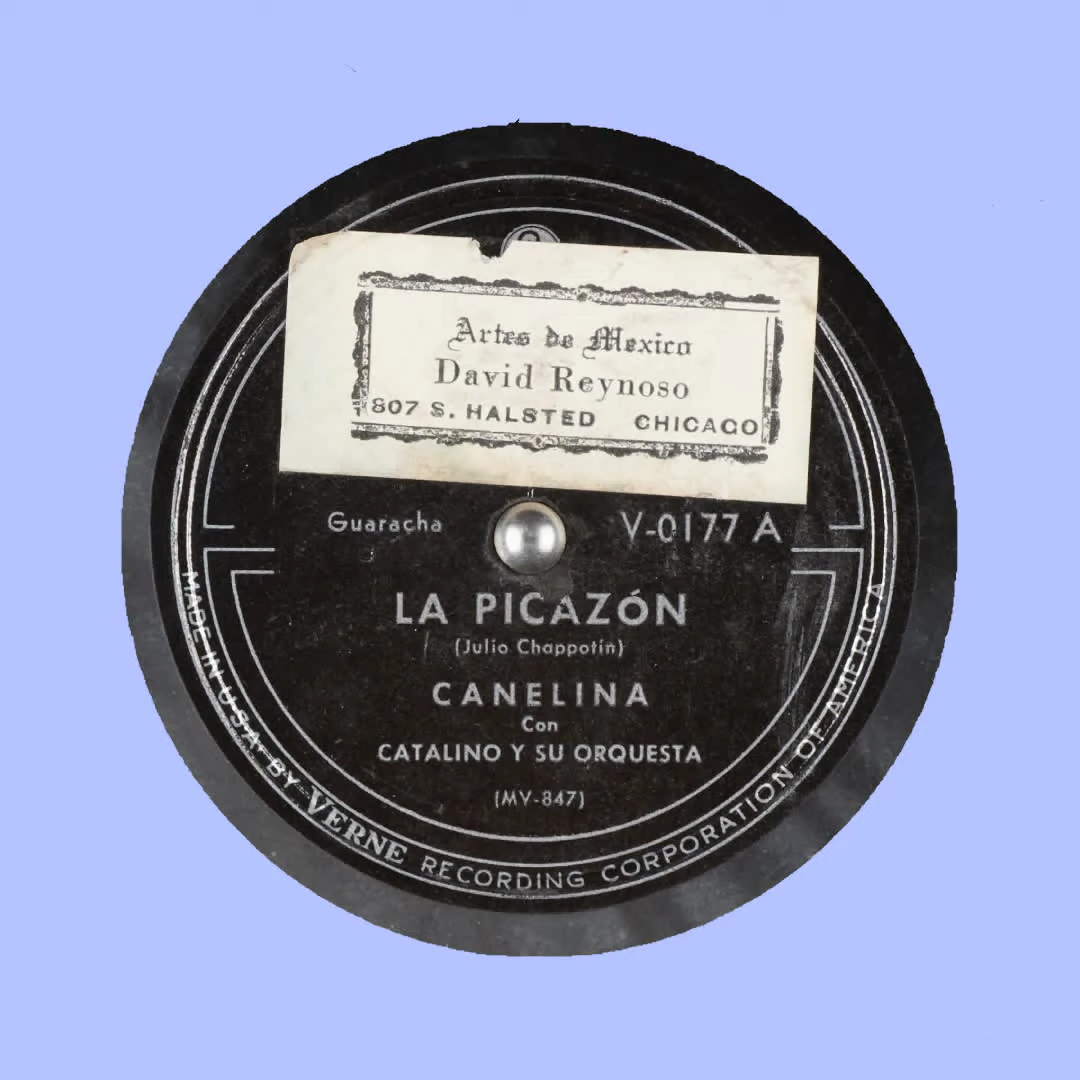 Artes de Mexico
David Reynoso
807 S. HALSTED CHICAGO
Guaracha V-0177 A
LA PICAZÓN
(Julio Chappotin)
CANELINA
Con
CATALINO Y SU ORQUESTA
(MV-847)
MADE IN U.S.A. BY VERNE RECORDING CORPORATION OF AMERICA